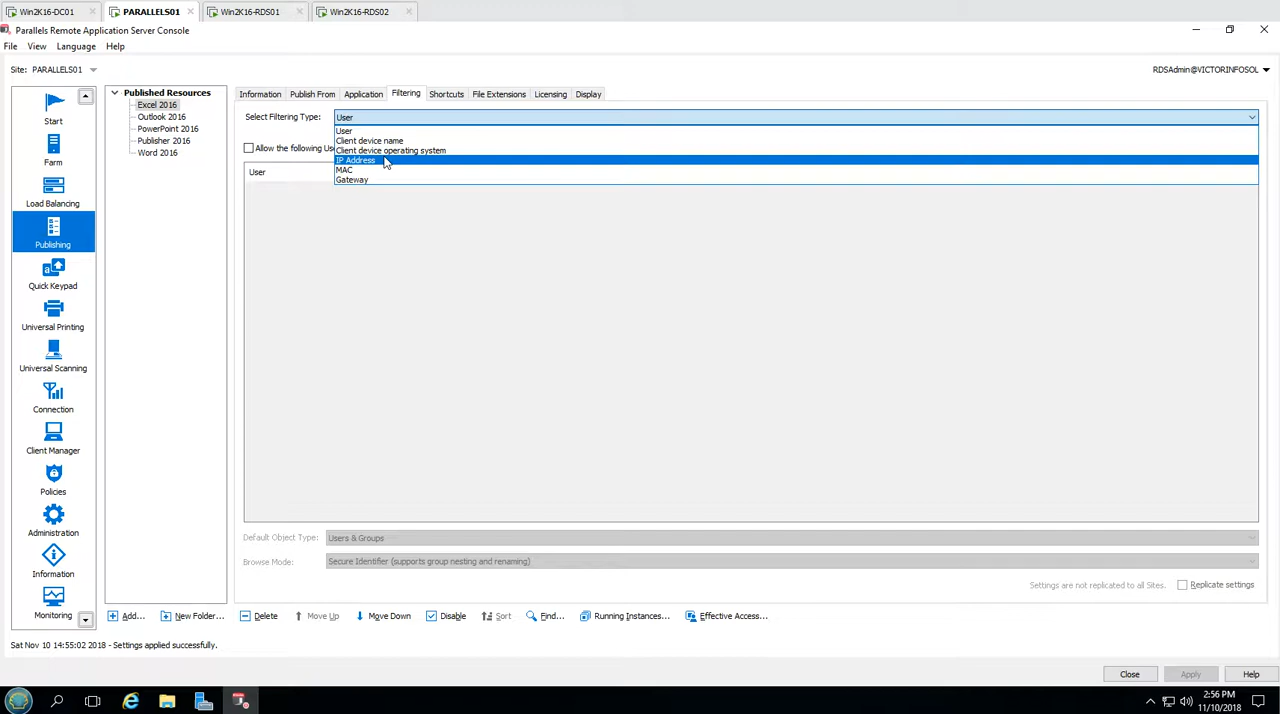 Win2K16-DC01
PARALLELS01
Win2K16-RDS01
Win2K16-RDS02
Parallels Remote Application Server Console
File View Language Help
Site: PARALLELS01
RDSAdmin@VICTORINFOSOL
Start
Farm
Load Balancing
Publishing
Quick Keypad
Universal Printing
Universal Scanning
Connection
Client Manager
Policies
Administration
Information
Monitoring
Published Resources
Excel 2016
Outlook 2016
PowerPoint 2016
Publisher 2016
Word 2016
Information Publish From Application Filtering Shortcuts File Extensions Licensing Display
Select Filtering Type: User
User
Client device name
Client device operating system
IP Address
MAC
Gateway
Allow the following Us
User
Default Object Type: Users & Groups
Browse Mode: Secure Identifier (supports group nesting and renaming)
Settings are not replicated to all Sites. Replicate settings
Add... New Folder... Delete Move Up Move Down Disable Sort Find... Running Instances... Effective Access...
Sat Nov 10 14:55:02 2018 - Settings applied successfully.
Close Apply Help
2:56 PM
11/10/2018